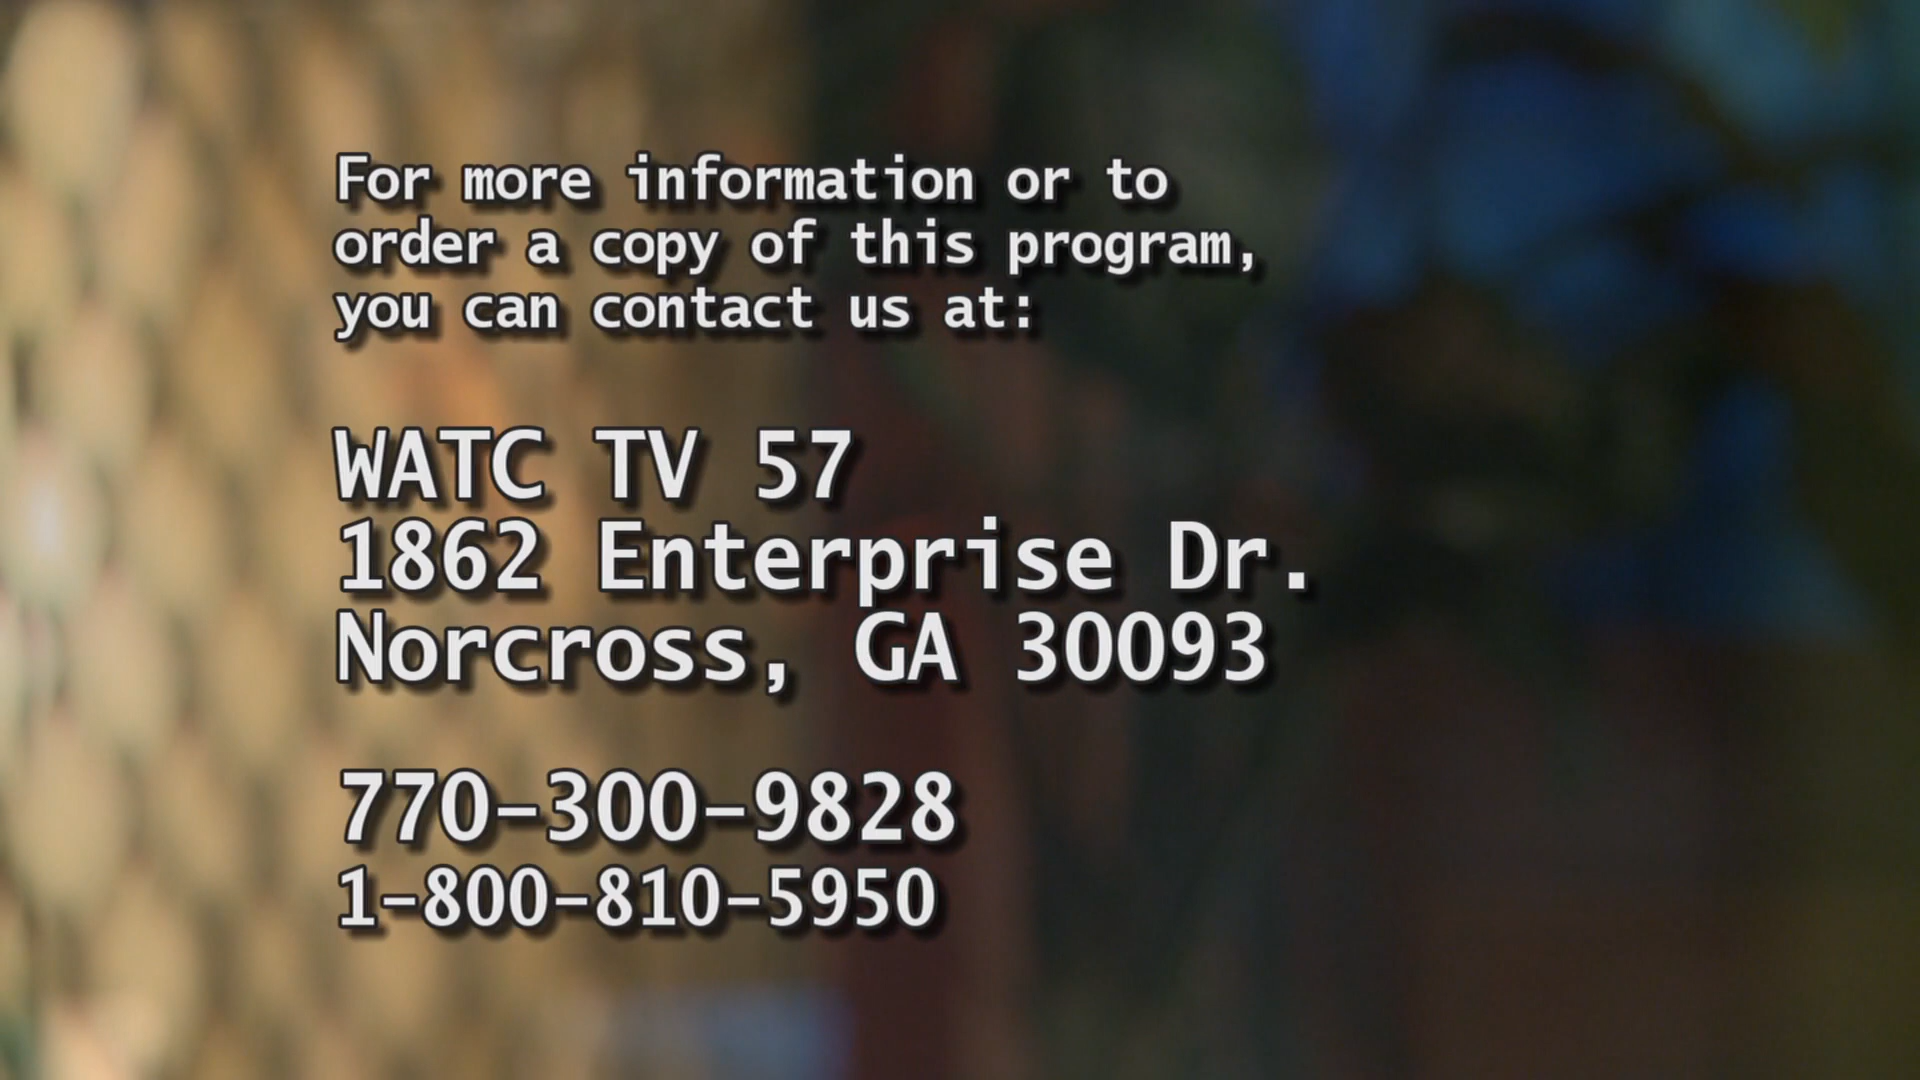 For more information or to
order a copy of this program,
you can contact us at:
WATC TV 57
1862 Enterprise Dr.
Norcross, GA 30093
770-300-9828
1-800-810-5950